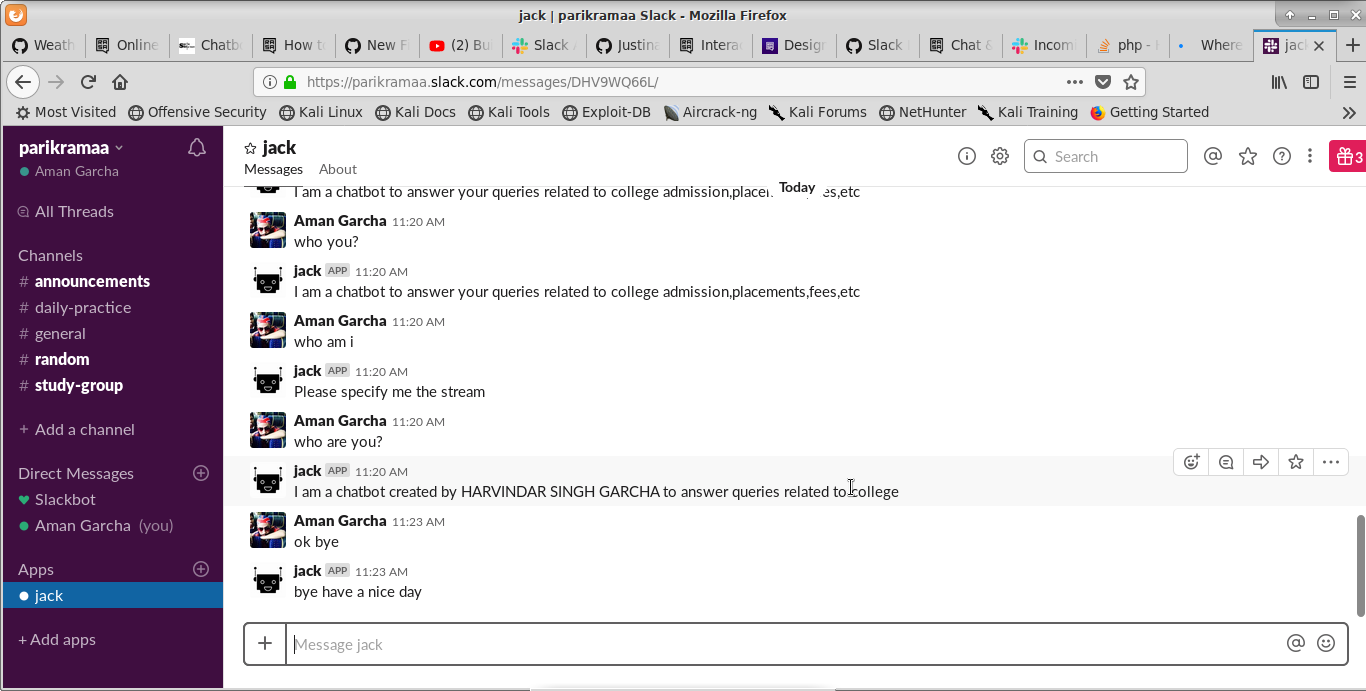 jack | parikramaa Slack - Mozilla Firefox
Weath
Online
Chatb
How t
New F
(2) Bu
Slack
Justina
Intera
Desig
Slack
Chat &
Incom
php -
Where
jack
https://parikramaa.slack.com/messages/DHV9WQ66L/
Most Visited
Offensive Security
Kali Linux
Kali Docs
Kali Tools
Exploit-DB
Aircrack-ng
Kali Forums
NetHunter
Kali Training
Getting Started
parikramaa
Aman Garcha
All Threads
Channels
# announcements
# daily-practice
# general
# random
# study-group
+ Add a channel
Direct Messages
Slackbot
Aman Garcha (you)
Apps
jack
+ Add apps
jack
Messages About
Search
3
Today
I am a chatbot to answer your queries related to college admission,placem es,etc
Aman Garcha 11:20 AM
who you?
jack APP 11:20 AM
I am a chatbot to answer your queries related to college admission,placements,fees,etc
Aman Garcha 11:20 AM
who am i
jack APP 11:20 AM
Please specify me the stream
Aman Garcha 11:20 AM
who are you?
jack APP 11:20 AM
I am a chatbot created by HARVINDAR SINGH GARCHA to answer queries related to college
Aman Garcha 11:23 AM
ok bye
jack APP 11:23 AM
bye have a nice day
Message jack